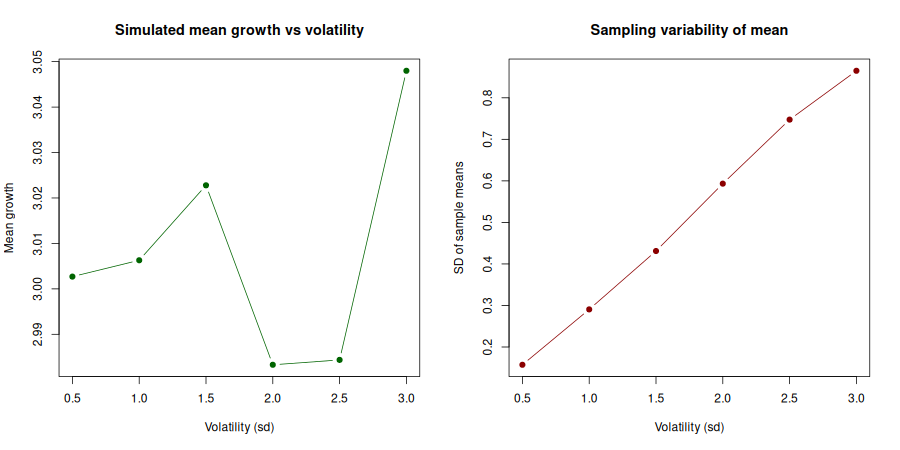 Simulated mean growth vs volatility
Mean growth
3.05
3.04
3.03
3.02
3.01
3.00
2.99
0.5 1.0 1.5 2.0 2.5 3.0
Volatility (sd)
Sampling variability of mean
SD of sample means
0.8
0.7
0.6
0.5
0.4
0.3
0.2
0.5 1.0 1.5 2.0 2.5 3.0
Volatility (sd)